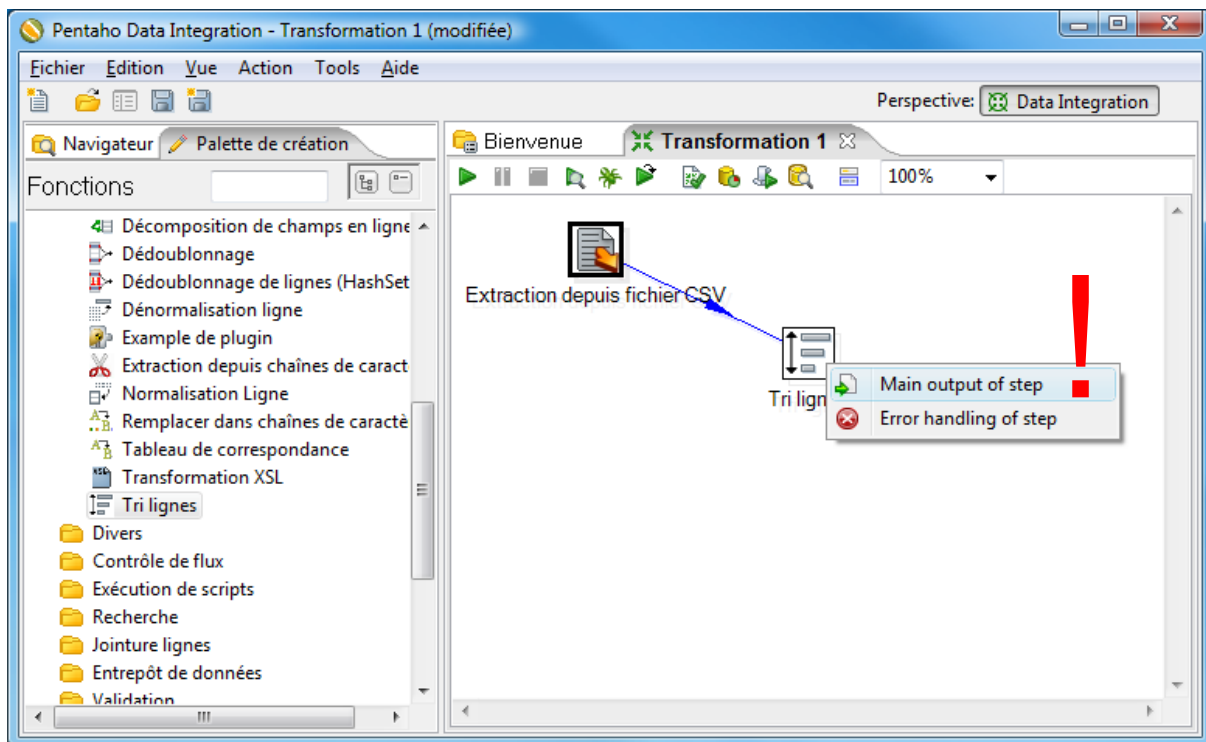 Pentaho Data Integration - Transformation 1 (modifiée)
Fichier Edition Vue Action Tools Aide
Perspective: Data Integration
Navigateur Palette de création
Bienvenue Transformation 1
Fonctions
100%
Décomposition de champs en ligne
Dédoublonnage
Dédoublonnage de lignes (HashSet
Dénormalisation ligne
Example de plugin
Extraction depuis chaînes de caract
Normalisation Ligne
Remplacer dans chaînes de caractè
Tableau de correspondance
Transformation XSL
Tri lignes
Divers
Contrôle de flux
Exécution de scripts
Recherche
Jointure lignes
Entrepôt de données
Validation
Extraction depuis fichier CSV
Tri lign
Main output of step
!
Error handling of step